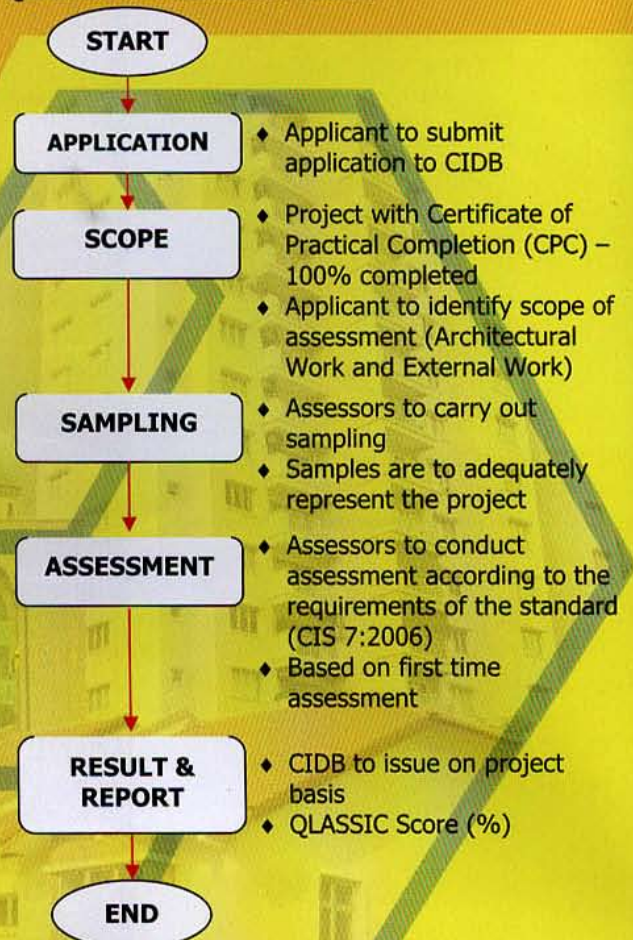 START
APPLICATION
♦ Applicant to submit
application to CIDB
SCOPE
♦ Project with Certificate of
Practical Completion (CPC) –
100% completed
♦ Applicant to identify scope of
assessment (Architectural
Work and External Work)
SAMPLING
♦ Assessors to carry out
sampling
♦ Samples are to adequately
represent the project
ASSESSMENT
♦ Assessors to conduct
assessment according to the
requirements of the standard
(CIS 7:2006)
♦ Based on first time
assessment
RESULT &
REPORT
♦ CIDB to issue on project
basis
♦ QLASSIC Score (%)
END